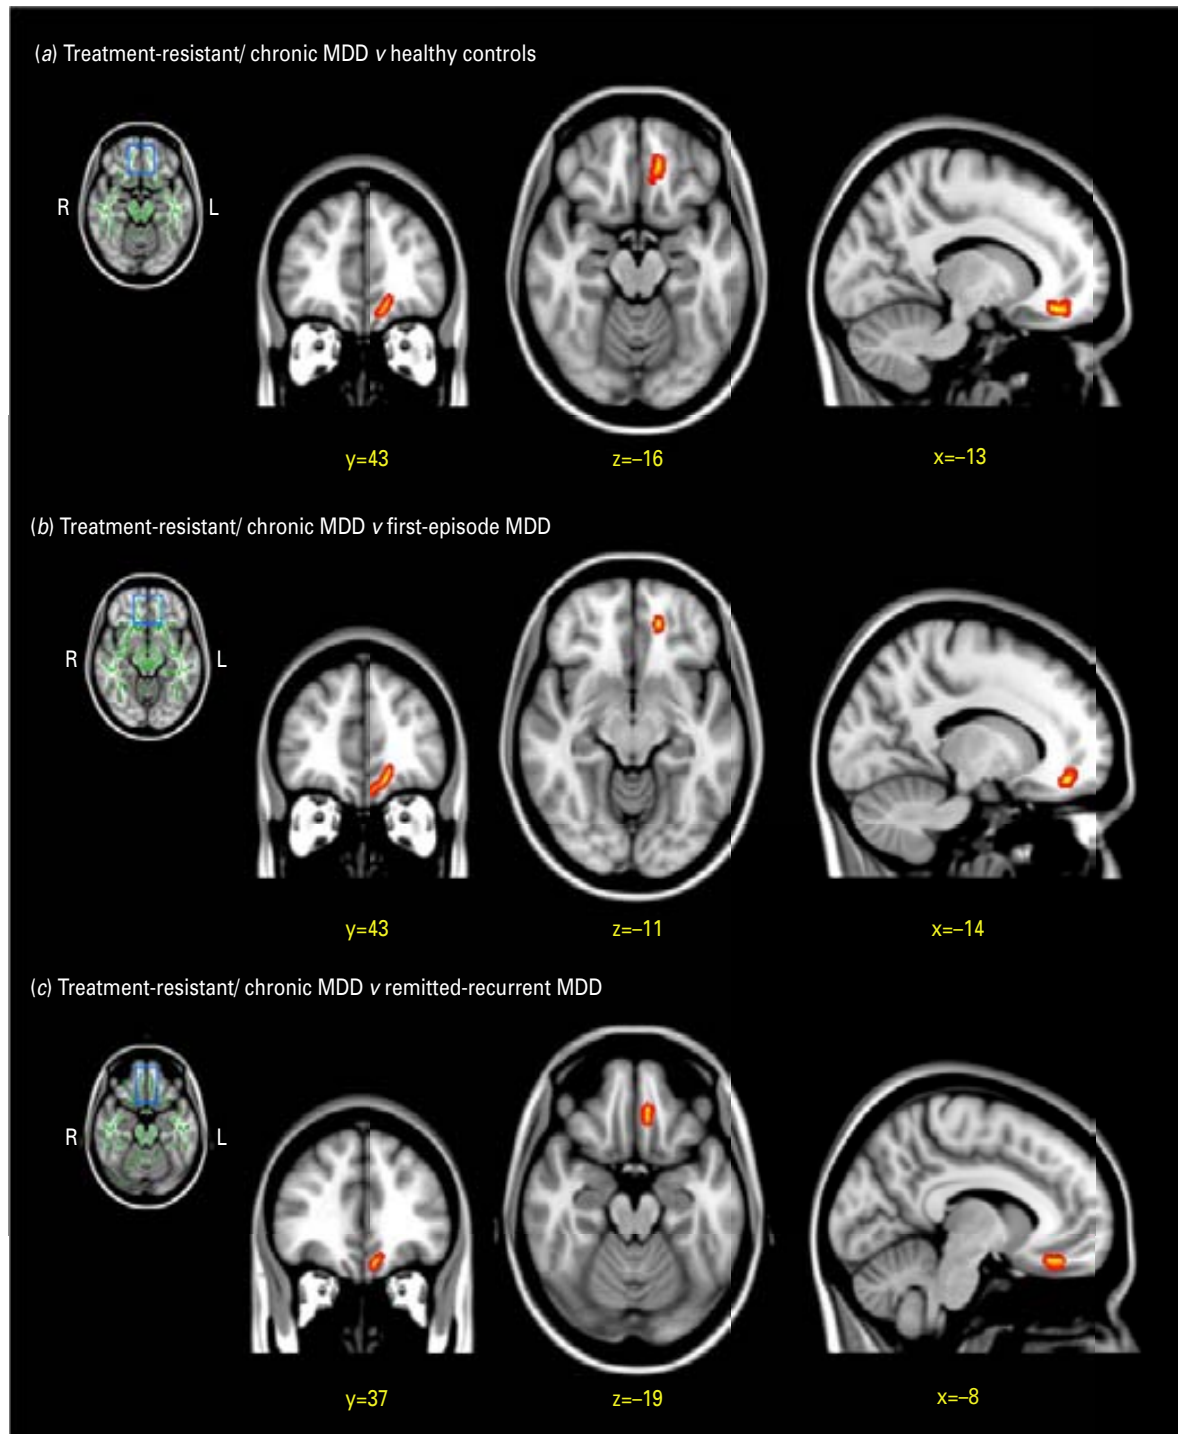 (a) Treatment-resistant/ chronic MDD v healthy controls
R
L
y=43
z=–16
x=–13
(b) Treatment-resistant/ chronic MDD v first-episode MDD
R
L
y=43
z=–11
x=–14
(c) Treatment-resistant/ chronic MDD v remitted-recurrent MDD
R
L
y=37
z=–19
x=–8